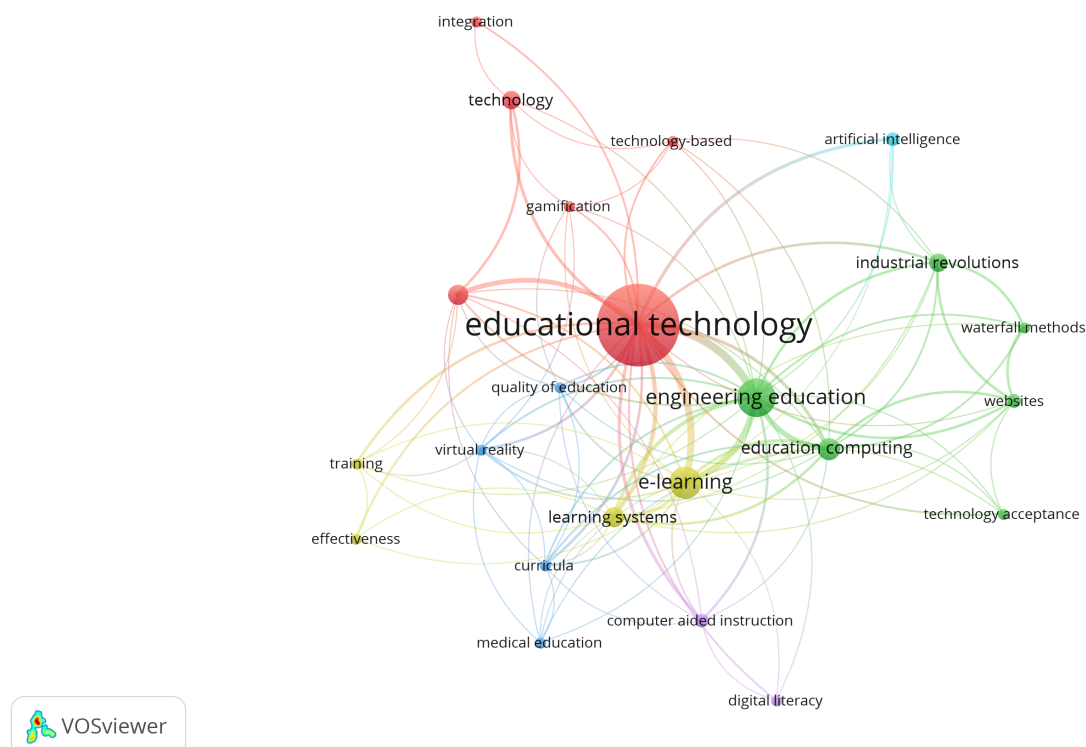 integration
technology
technology-based
artificial intelligence
gamification
industrial revolutions
educational technology
waterfall methods
quality of education
engineering education
websites
virtual reality
education computing
training
e-learning
learning systems
technology acceptance
effectiveness
curricula
computer aided instruction
medical education
digital literacy
VOSviewer